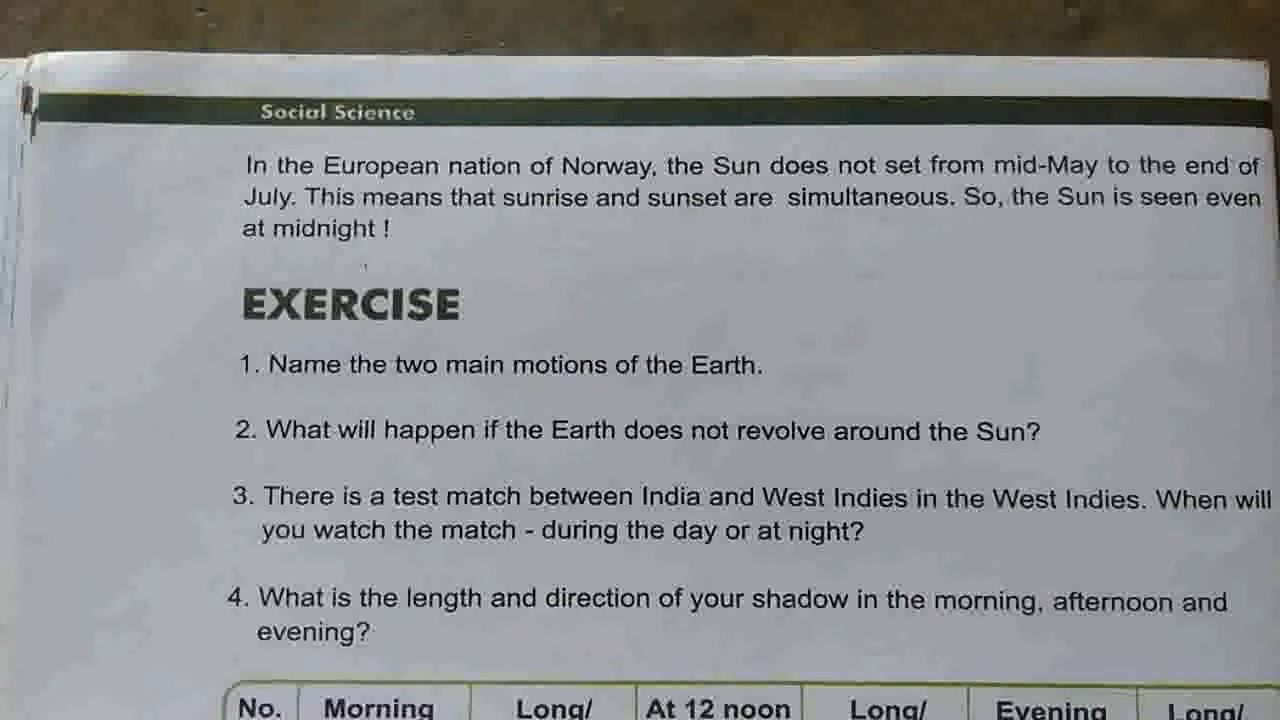 Social Science
In the European nation of Norway, the Sun does not set from mid-May to the end of
July. This means that sunrise and sunset are simultaneous. So, the Sun is seen even
at midnight !
EXERCISE
1. Name the two main motions of the Earth.
2. What will happen if the Earth does not revolve around the Sun?
3. There is a test match between India and West Indies in the West Indies. When will
you watch the match - during the day or at night?
4. What is the length and direction of your shadow in the morning, afternoon and
evening?
No. Morning Long/ At 12 noon Long/ Evening Long/